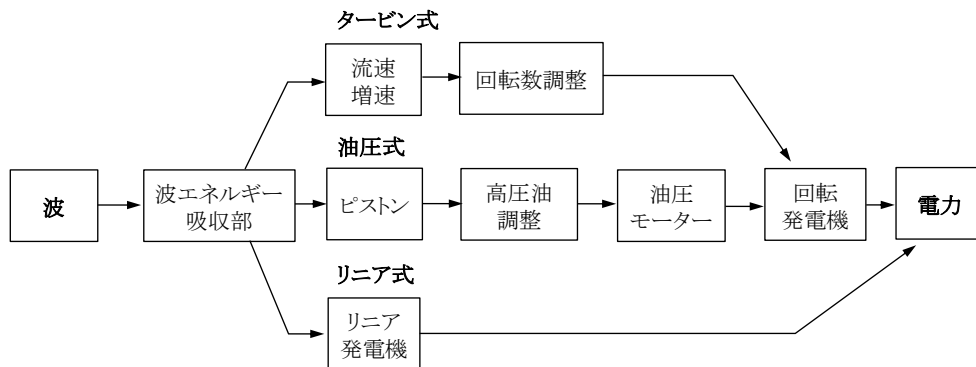 タービン式
流速
増速
回転数調整
油圧式
波
波エネルギー
吸収部
ピストン
高圧油
調整
油圧
モーター
回転
発電機
電力
リニア式
リニア
発電機